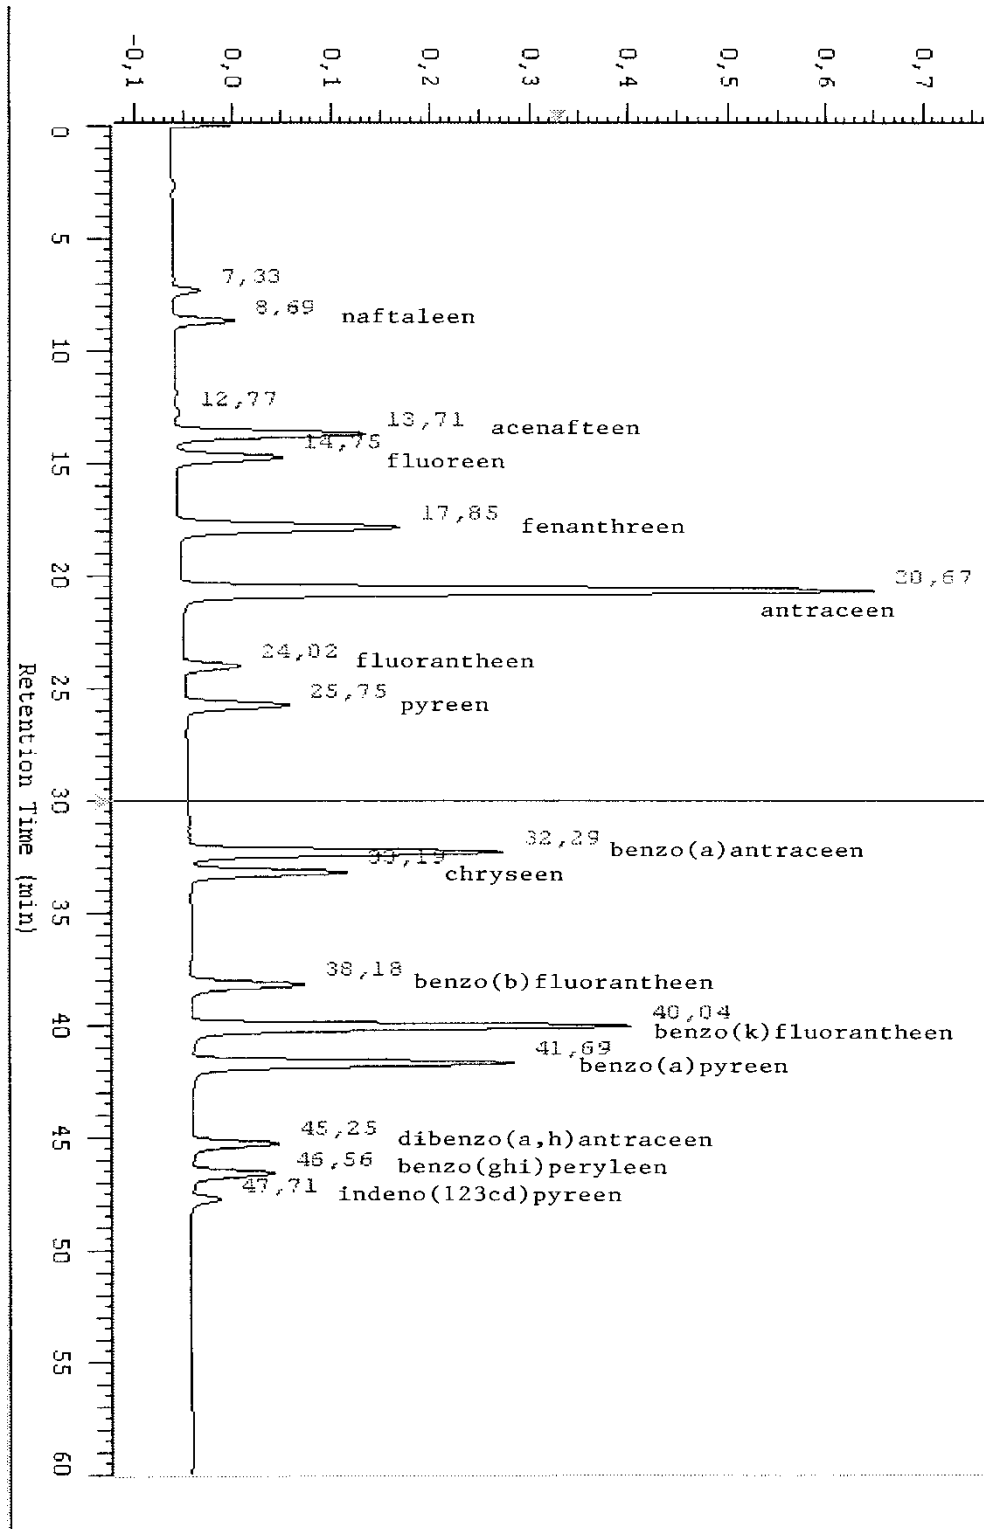 -0,1
0,0
0,1
0,2
0,3
0,4
0,5
0,6
0,7
0
5
10
15
20
25
30
35
40
45
50
55
60
Retention Time (min)
7,33
8,69 naftaleen
12,77
13,71 acenafteen
14,75
fluoreen
17,85 fenanthreen
20,67
antraceen
24,02 fluorantheen
25,75 pyreen
32,29 benzo(a)antraceen
33,19 chryseen
38,18 benzo(b)fluorantheen
40,04
benzo(k)fluorantheen
41,69
benzo(a)pyreen
45,25 dibenzo(a,h)antraceen
46,56 benzo(ghi)peryleen
47,71 indeno(123cd)pyreen